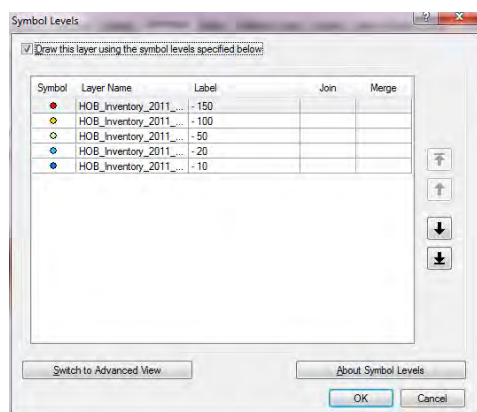 Symbol Levels
Draw this layer using the symbol levels specified below
Symbol Layer Name Label Join Merge
HOB_Inventory_2011_... - 150
HOB_Inventory_2011_... - 100
HOB_Inventory_2011_... - 50
HOB_Inventory_2011_... - 20
HOB_Inventory_2011_... - 10
Switch to Advanced View About Symbol Levels
OK Cancel